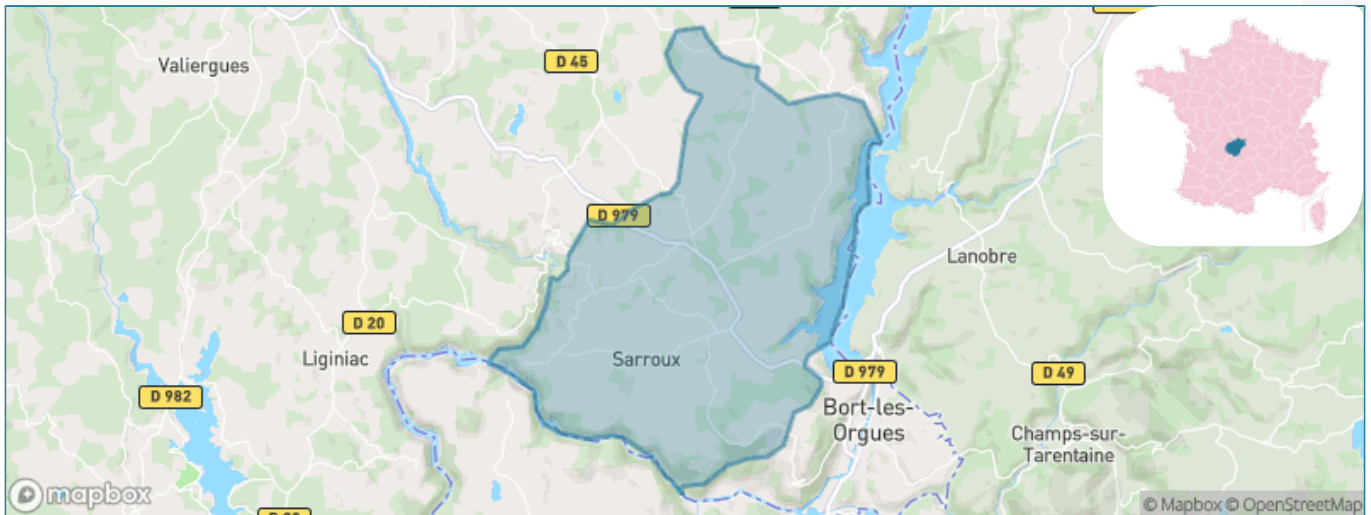 Valiergues
D 45
D 979
Lanobre
D 20
Liginiac
Sarroux
D 979
D 49
D 982
Bort-les-
Orgues
Champs-sur-
Tarentaine
mapbox
© Mapbox © OpenStreetMap